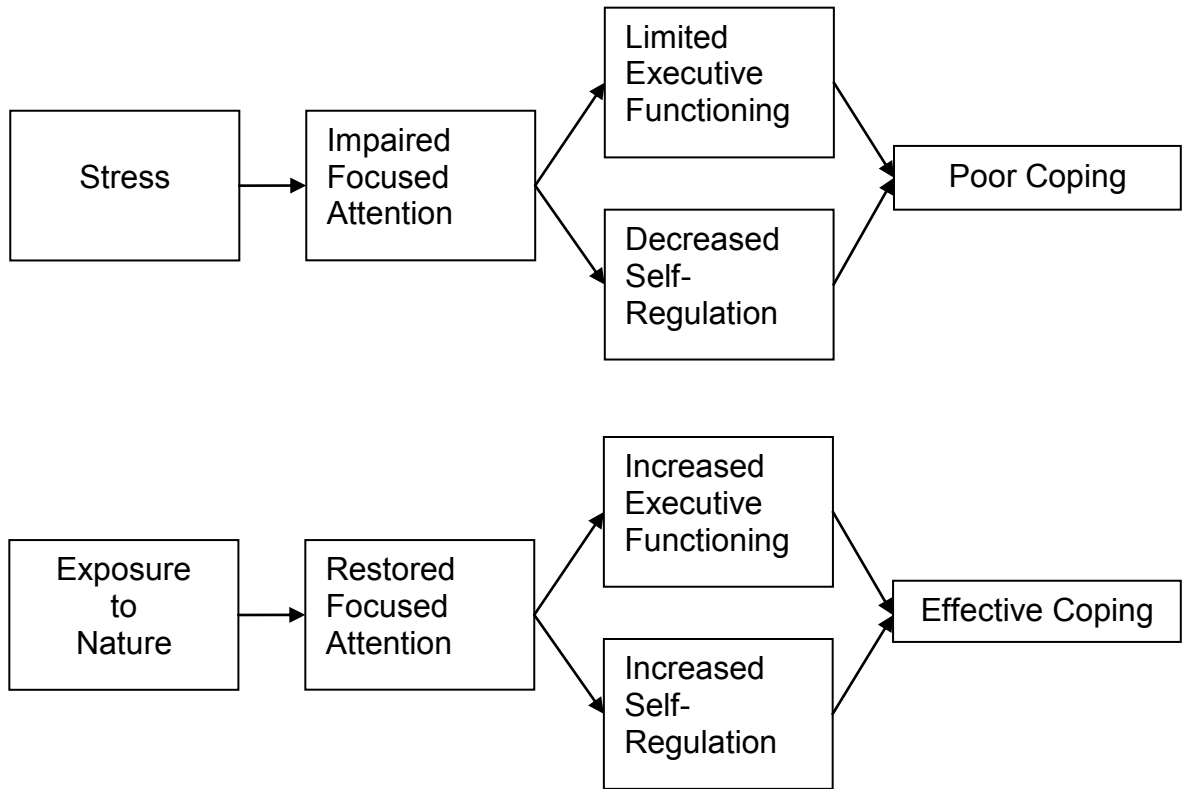 Stress
Impaired
Focused
Attention
Limited
Executive
Functioning
Decreased
Self-
Regulation
Poor Coping
Exposure
to
Nature
Restored
Focused
Attention
Increased
Executive
Functioning
Increased
Self-
Regulation
Effective Coping